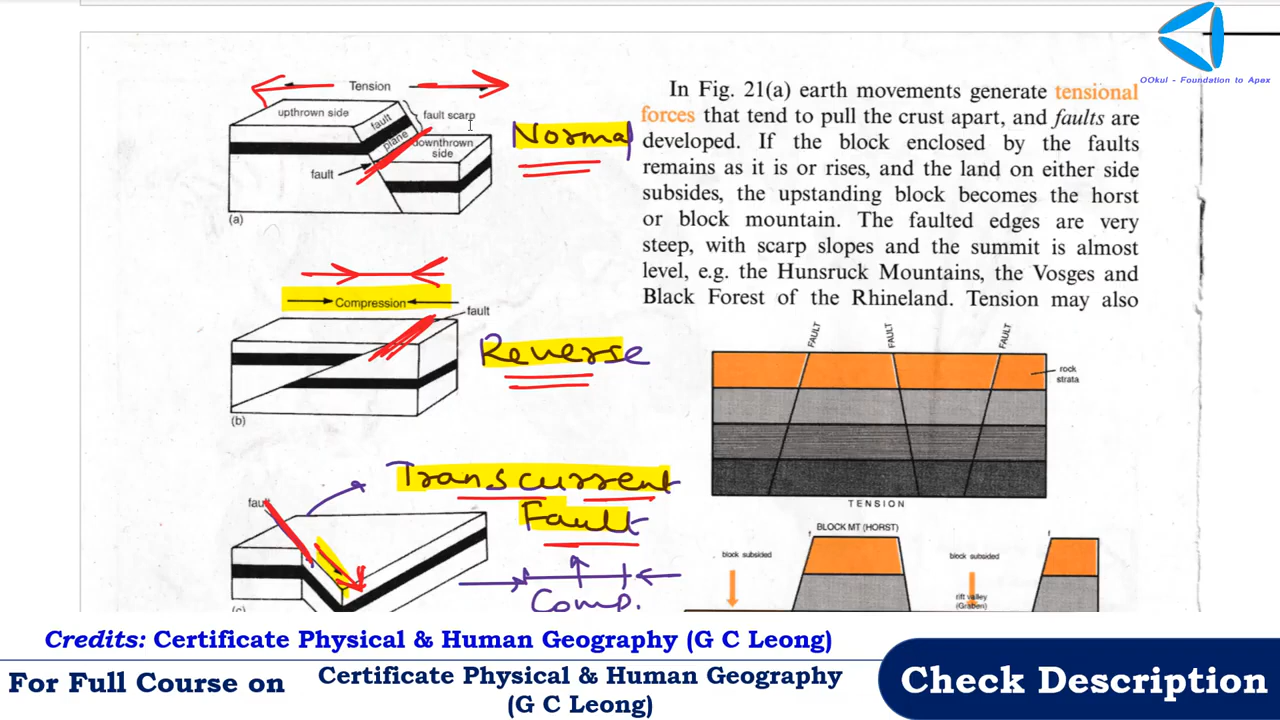 OOkul - Foundation to Apex
Tension
upthrown side
fault plane
fault scarp
downthrown
side
fault
(a)
Normal
Compression
fault
(b)
Reverse
fault
Transcurrent
Fault
Comp.
(c)
In Fig. 21(a) earth movements generate tensional
forces that tend to pull the crust apart, and faults are
developed. If the block enclosed by the faults
remains as it is or rises, and the land on either side
subsides, the upstanding block becomes the horst
or block mountain. The faulted edges are very
steep, with scarp slopes and the summit is almost
level, e.g. the Hunsruck Mountains, the Vosges and
Black Forest of the Rhineland. Tension may also
FAULT
FAULT
FAULT
rock
strata
TENSION
BLOCK MT (HORST)
block subsided
block subsided
rift valley
(Graben)
Credits: Certificate Physical & Human Geography (G C Leong)
For Full Course on
Certificate Physical & Human Geography
(G C Leong)
Check Description